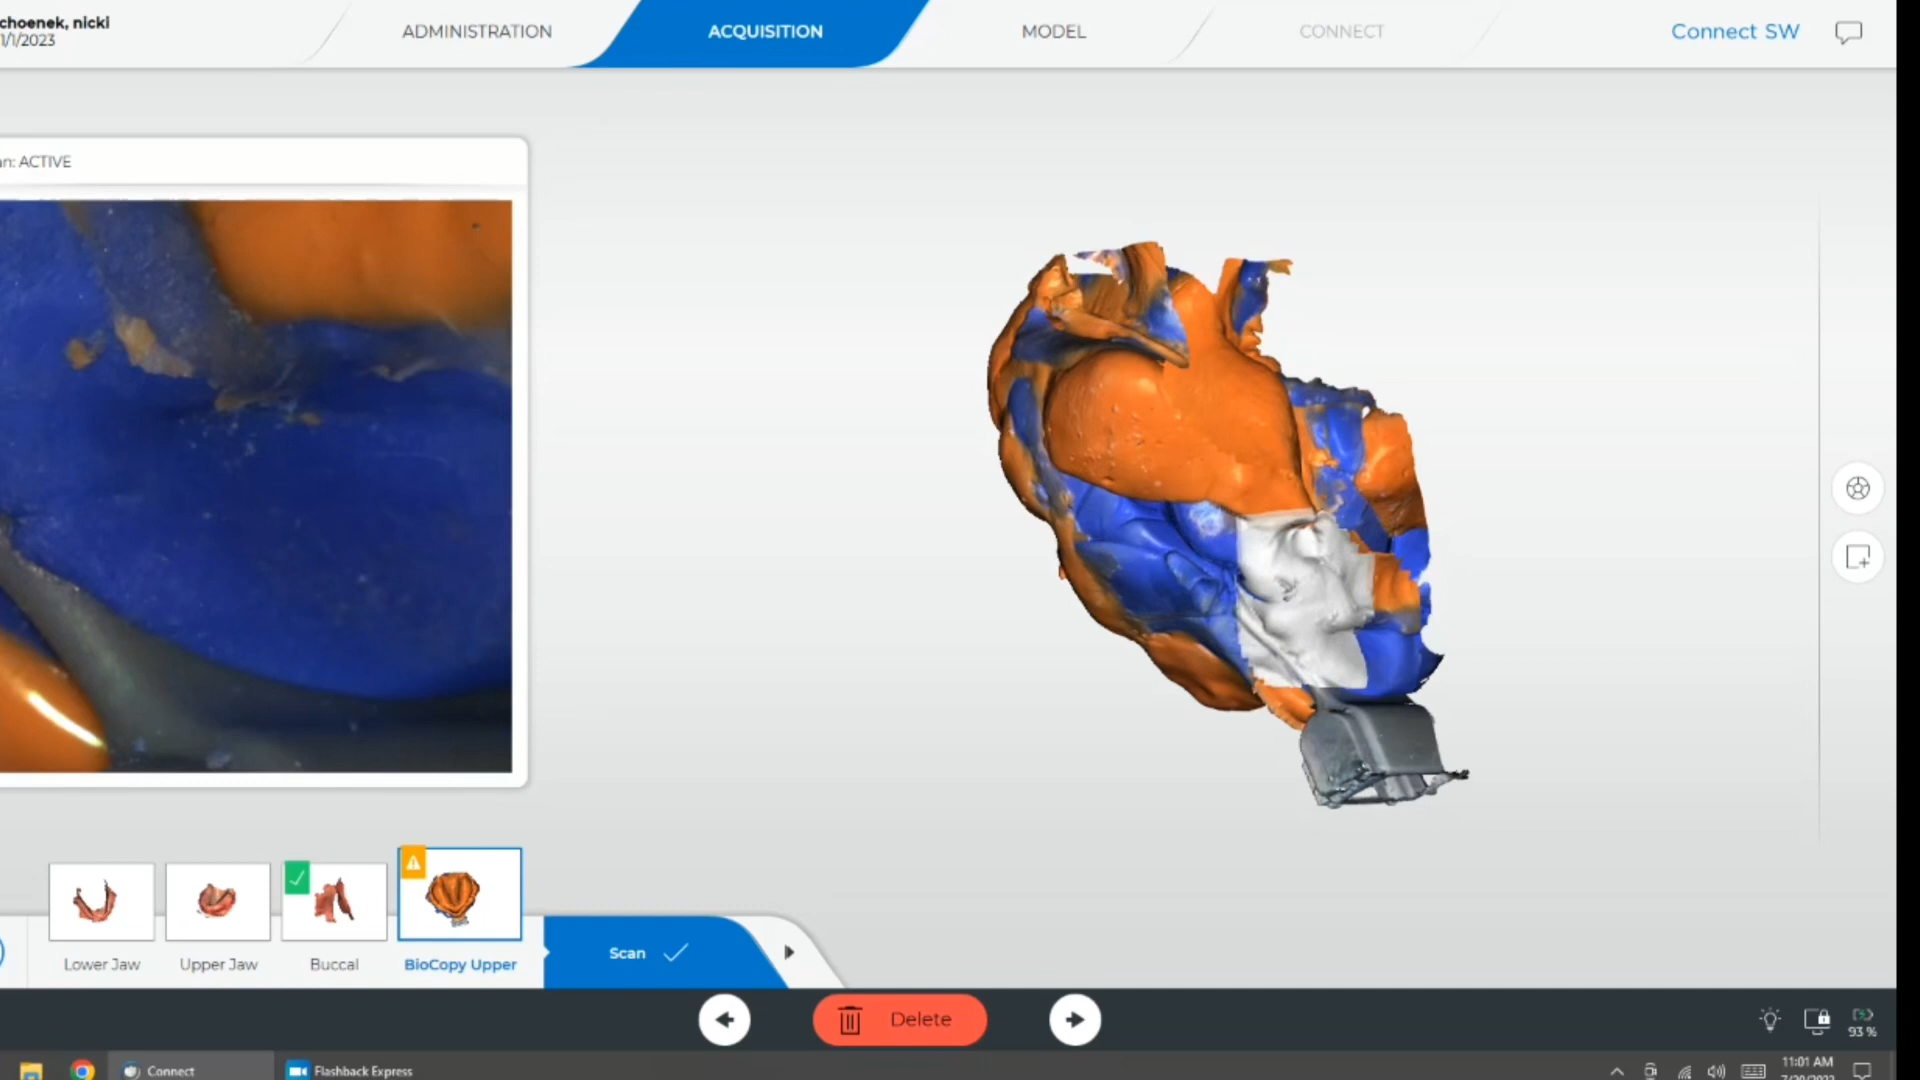 choenek, nicki
1/1/2023
ADMINISTRATION
ACQUISITION
MODEL
CONNECT
Connect SW
an: ACTIVE
Lower Jaw
Upper Jaw
Buccal
BioCopy Upper
Scan
Delete
93 %
Connect
Flashback Express
11:01 AM